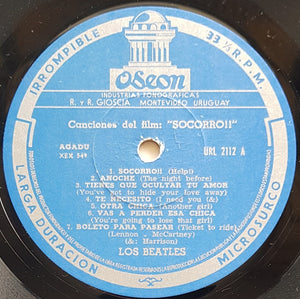 IRROMPIBLE
33 ⅓ R.P.M.
Odeon
INDUSTRIAS FONOGRAFICAS
R. y R. GIOSCIA MONTEVIDEO URUGUAY
Canciones del film: "SOCORRO!!"
AGADU
XEX 549
URL 2112 A
1. SOCORRO!! (Help!)
2. ANOCHE (The night before)
3. TIENES QUE OCULTAR TU AMOR
(You've got to hide your love away)
4. TE NECESITO (I need you) (&)
5. OTRA CHICA (Another girl)
6. VAS A PERDER ESA CHICA
(You're going to lose that girl)
7. BOLETO PARA PASEAR (Ticket to ride)
(Lennon - McCartney)
(&: Harrison)
LOS BEATLES
LARGA DURACION
MICROSURCO